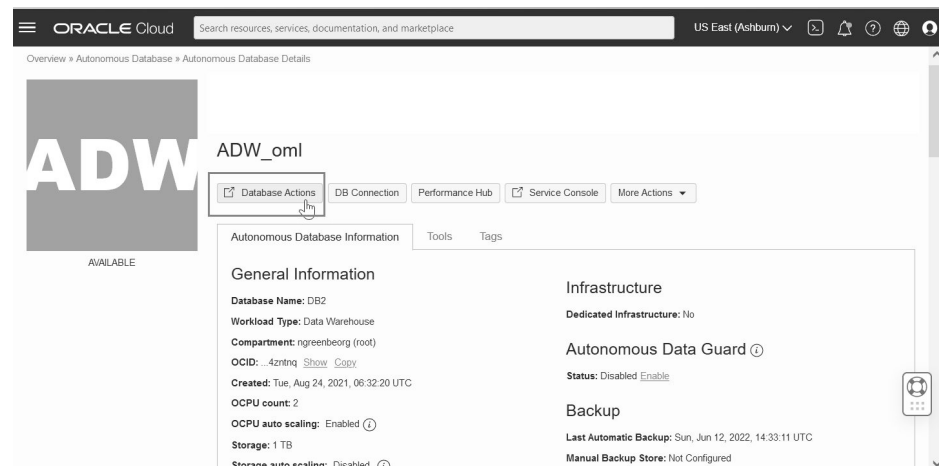 ORACLE Cloud
Search resources, services, documentation, and marketplace
US East (Ashburn)
Overview » Autonomous Database » Autonomous Database Details
ADW
AVAILABLE
ADW_oml
Database Actions
DB Connection
Performance Hub
Service Console
More Actions
Autonomous Database Information
Tools
Tags
General Information
Database Name: DB2
Workload Type: Data Warehouse
Compartment: ngreenbeorg (root)
OCID: ...4zntnq Show Copy
Created: Tue, Aug 24, 2021, 06:32:20 UTC
OCPU count: 2
OCPU auto scaling: Enabled
Storage: 1 TB
Storage auto scaling: Disabled
Infrastructure
Dedicated Infrastructure: No
Autonomous Data Guard
Status: Disabled Enable
Backup
Last Automatic Backup: Sun, Jun 12, 2022, 14:33:11 UTC
Manual Backup Store: Not Configured